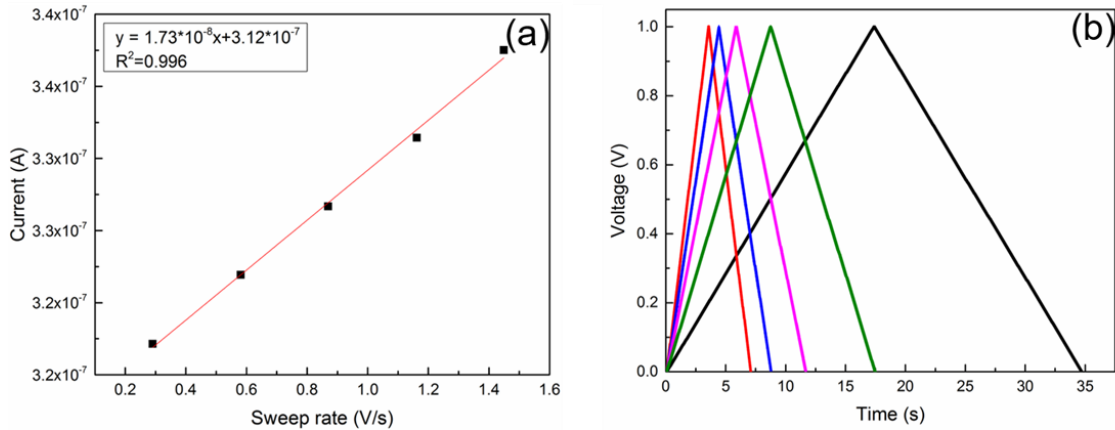 (a)
y = 1.73*10⁻⁸x+3.12*10⁻⁷
R²=0.996
3.4x10⁻⁷
3.4x10⁻⁷
3.3x10⁻⁷
3.3x10⁻⁷
3.2x10⁻⁷
3.2x10⁻⁷
Current (A)
0.2 0.4 0.6 0.8 1.0 1.2 1.4 1.6
Sweep rate (V/s)
(b)
1.0
0.8
0.6
0.4
0.2
0.0
Voltage (V)
0 5 10 15 20 25 30 35
Time (s)